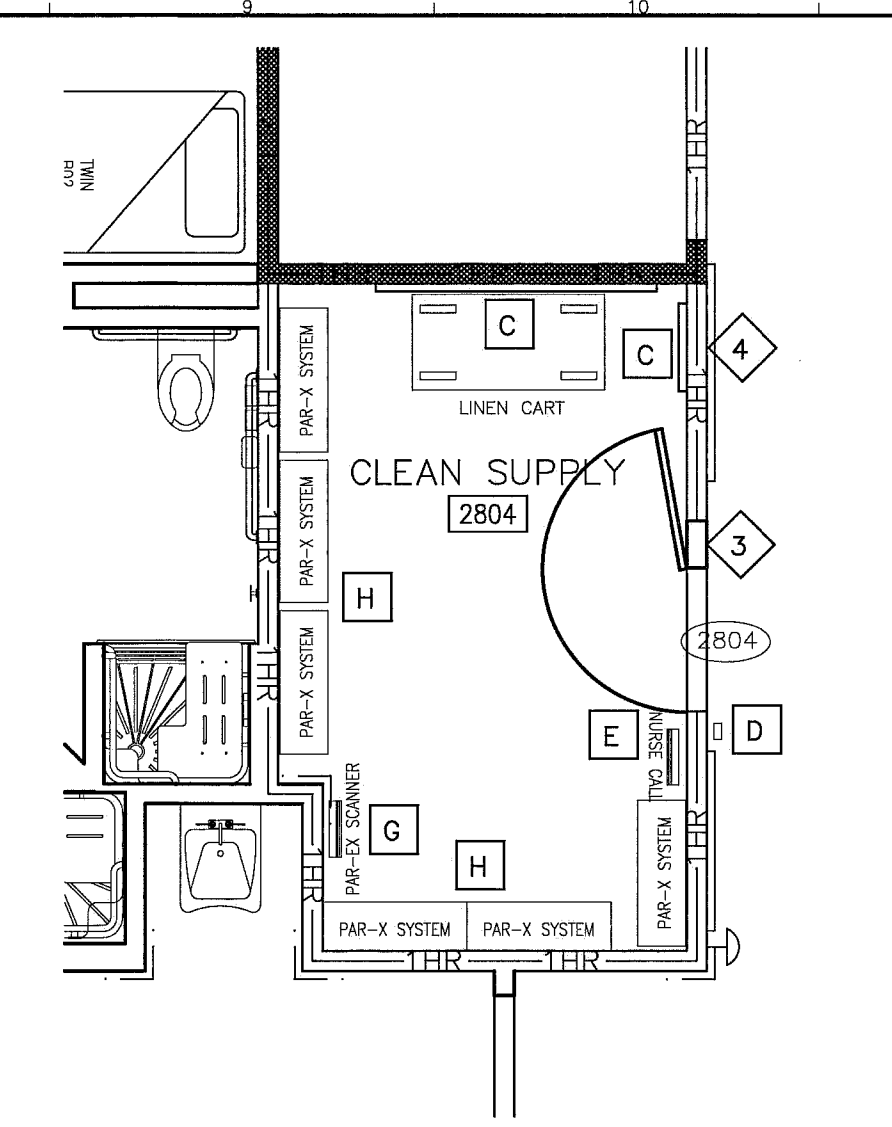 9
10
TWIN
1HR
C
C
4
PAR-X SYSTEM
1HR
1HR
LINEN CART
CLEAN SUPPLY
2804
PAR-X SYSTEM
1HR
3
H
2804
PAR-X SYSTEM
1HR
E
NURSE CALL
D
PAR-EX SCANNER
G
1HR
H
PAR-X SYSTEM
1HR
PAR-X SYSTEM
PAR-X SYSTEM
1HR
1HR